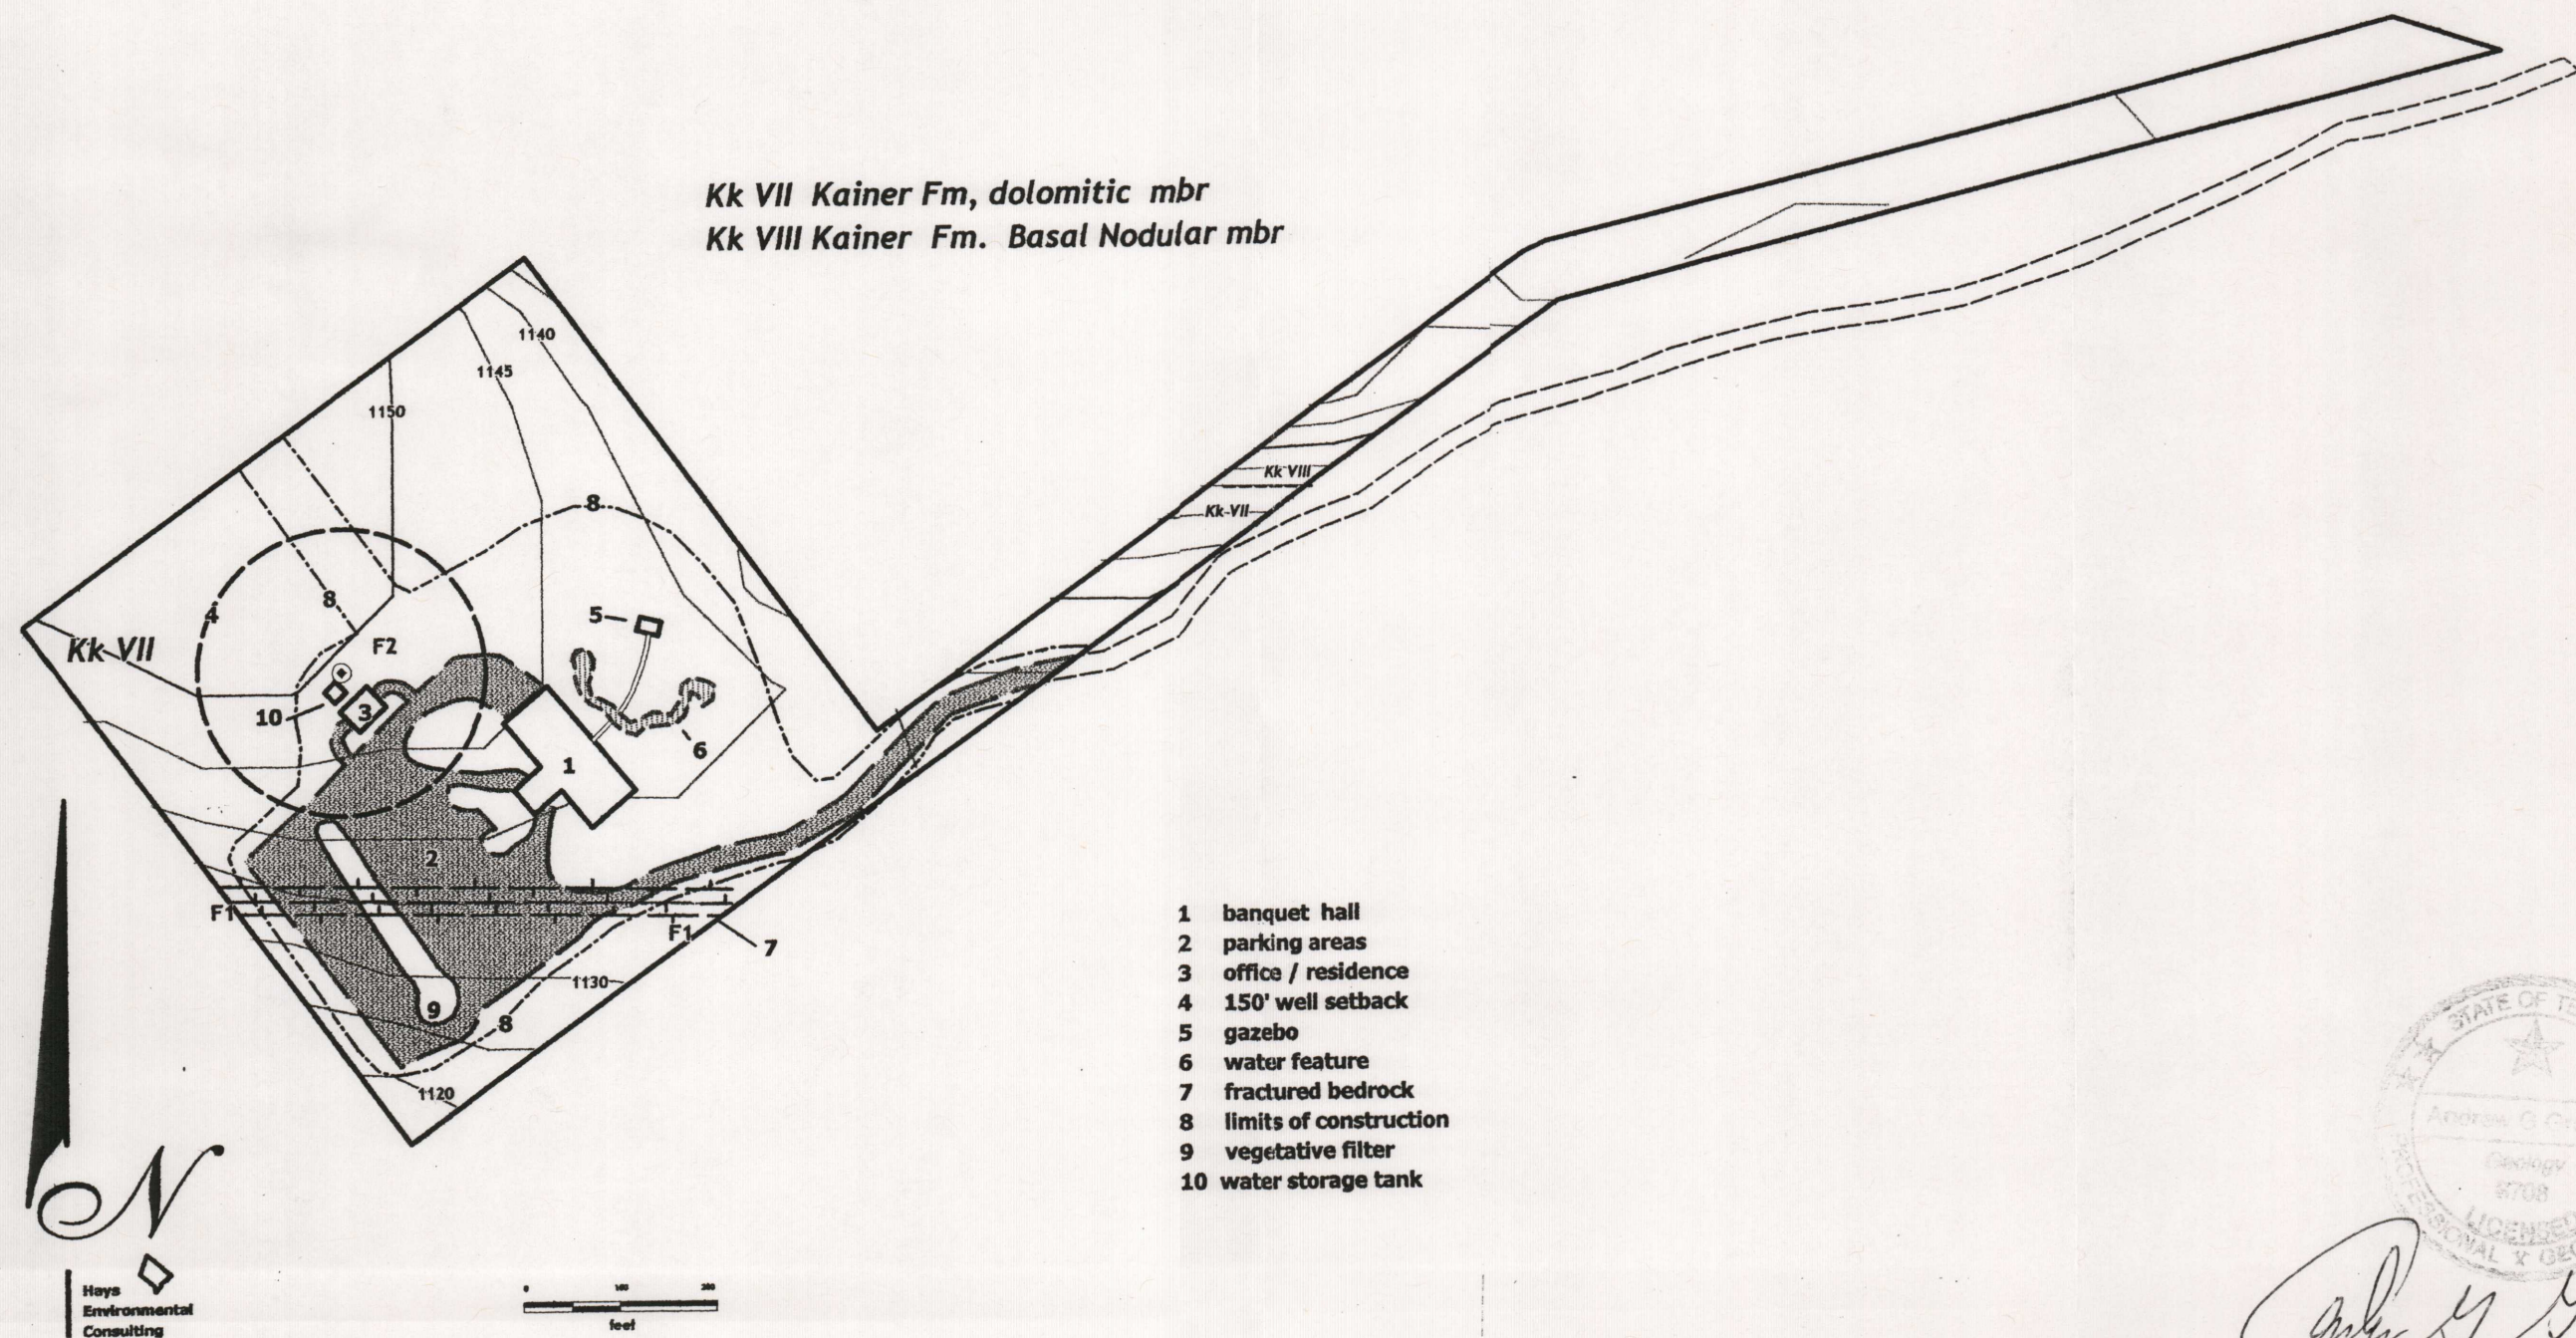 Kk VII Kainer Fm, dolomitic mbr
Kk VIII Kainer Fm. Basal Nodular mbr
1140
1145
1150
8
Kk VIII
Kk-VII
4
8
5
F2
Kk VII
10
3
6
1
2
F1
F1
7
1130
9
8
1120
1 banquet hall
2 parking areas
3 office / residence
4 150' well setback
5 gazebo
6 water feature
7 fractured bedrock
8 limits of construction
9 vegetative filter
10 water storage tank
N
Hays
Environmental
Consulting
0 100 200
feet
STATE OF
Andrew G
Geology
LICENSED